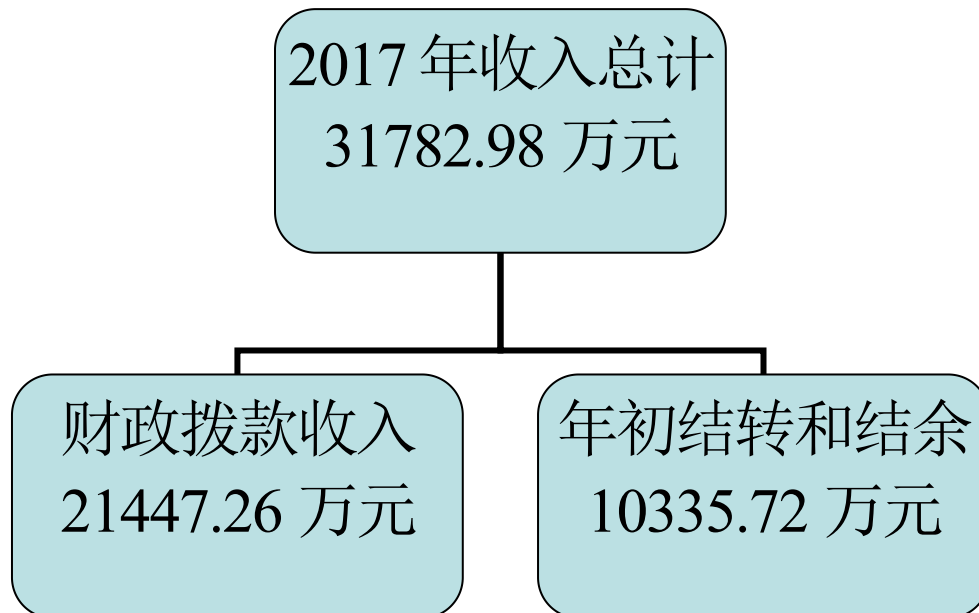 2017 年收入总计
31782.98 万元
财政拨款收入
21447.26 万元
年初结转和结余
10335.72 万元